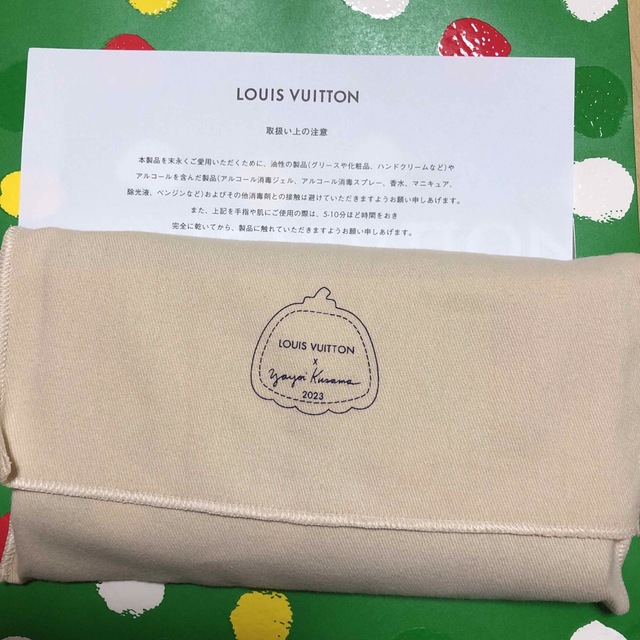 LOUIS VUITTON
取扱い上の注意
本製品を末永くご愛用いただくために、油性の製品(グリースや化粧品、ハンドクリームなど)や
アルコールを含んだ製品(アルコール消毒ジェル、アルコール消毒スプレー、香水、マニキュア、
除光液、ベンジンなど)およびその他消毒剤との接触は避けていただきますようお願い申しあげます。
また、上記を手指や肌にご使用の際は、5-10分ほど時間をおき
完全に乾いてから、製品に触れていただきますようお願い申しあげます。
LOUIS VUITTON
x
Yayoi Kusama
2023